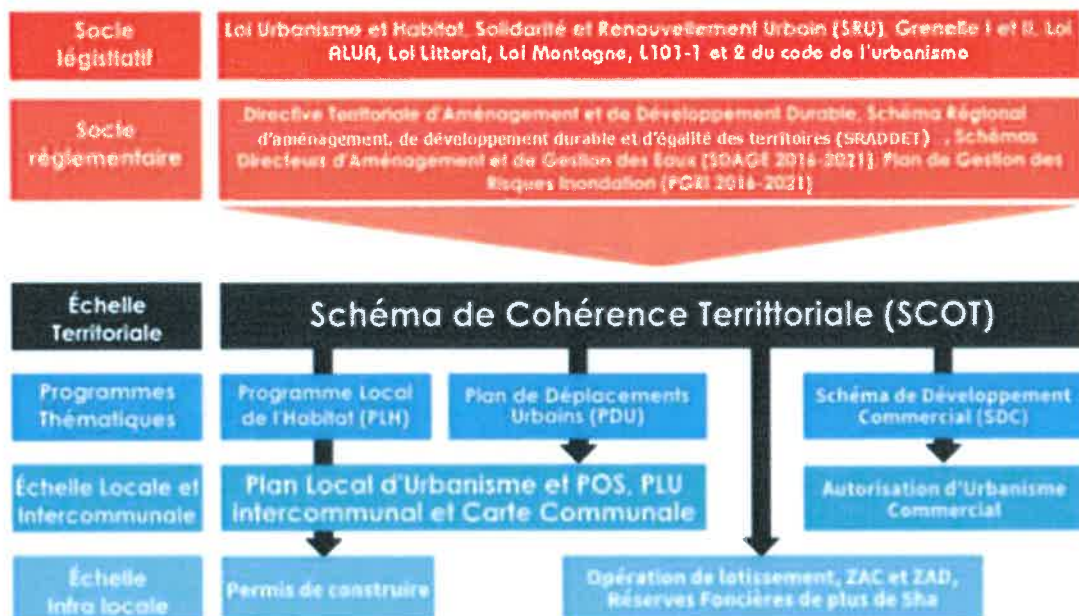 Socle
législatif
Loi Urbanisme et Habitat, Solidarité et Renouvellement Urbain (SRU), Grenelle I et II, Loi
ALUR, Loi Littoral, Loi Montagne, L101-1 et 2 du code de l'urbanisme
Socle
règlementaire
Directive Territoriale d'Aménagement et de Développement Durable, Schéma Régional
d'aménagement, de développement durable et d'égalité des territoires (SRADDET) , Schémas
Directeurs d'Aménagement et de Gestion des Eaux (SDAGE 2016-2021), Plan de Gestion des
Risques Inondation (PGRI 2016-2021)
Échelle
Territoriale
Schéma de Cohérence Territoriale (SCOT)
Programmes
Thématiques
Programme Local
de l'Habitat (PLH)
Plan de Déplacements
Urbains (PDU)
Schéma de Développement
Commercial (SDC)
Échelle Locale et
Intercommunale
Plan Local d'Urbanisme et POS, PLU
intercommunal et Carte Communale
Autorisation d'Urbanisme
Commercial
Échelle
Infra locale
Permis de construire
Opération de lotissement, ZAC et ZAD,
Réserves Foncières de plus de 5ha